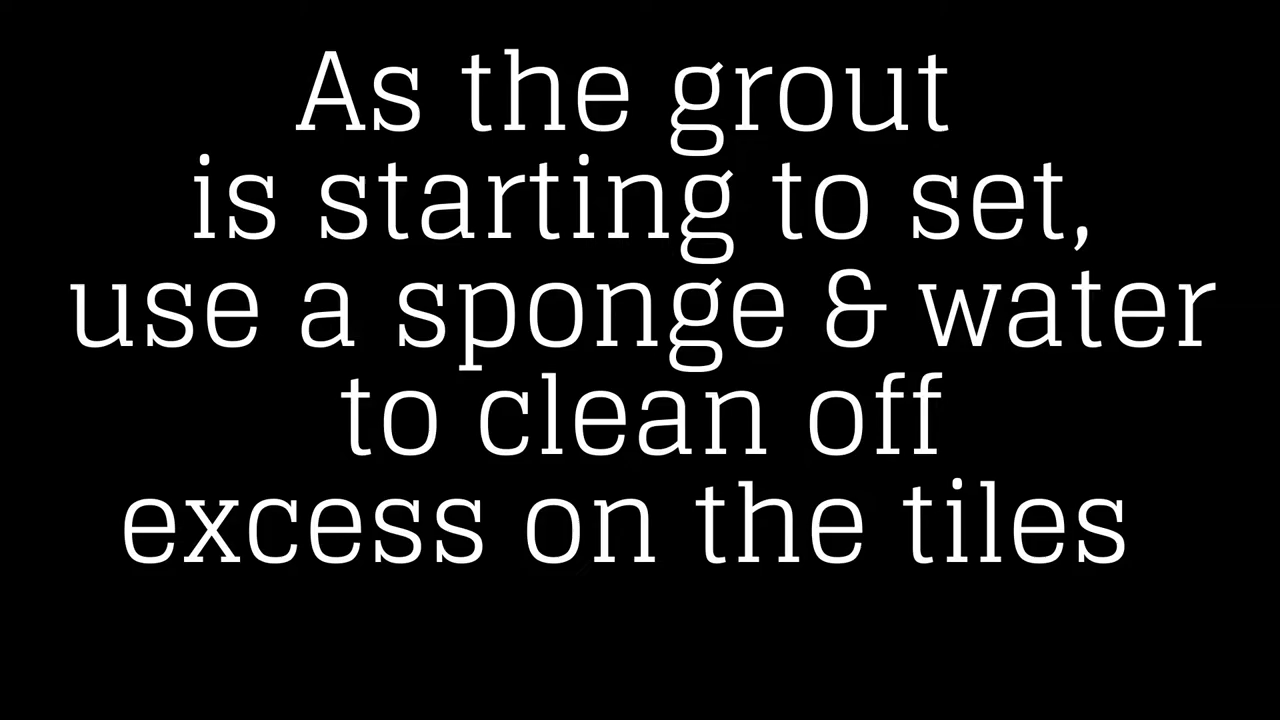 As the grout
is starting to set,
use a sponge & water
to clean off
excess on the tiles